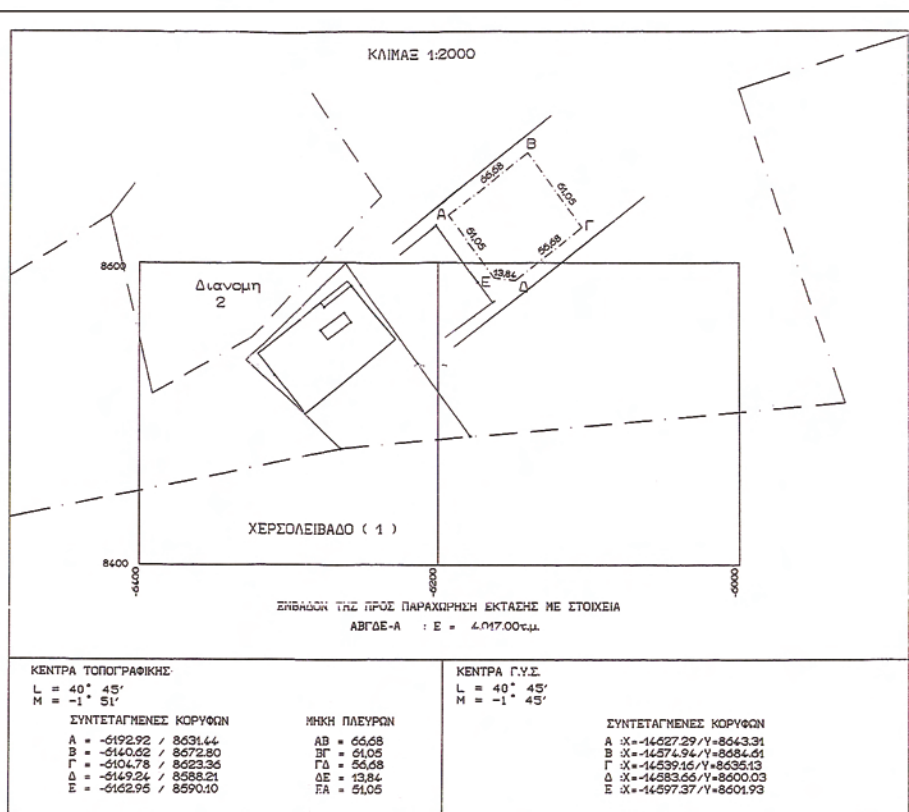 ΚΛΙΜΑΞ 1:2000
Β
66,68
61,05
Α
Γ
51,05
56,68
13,84
Ε
Δ
8600
Διανομη
2
ΧΕΡΣΟΛΕΙΒΑΔΟ ( 1 )
8400
-6400
-6200
-6000
ΕΜΒΑΔΟΝ ΤΗΣ ΠΡΟΣ ΠΑΡΑΧΩΡΗΣΗ ΕΚΤΑΣΗΣ ΜΕ ΣΤΟΙΧΕΙΑ
ΑΒΓΔΕ-Α : Ε = 4.017.00τ.μ.
ΚΕΝΤΡΑ ΤΟΠΟΓΡΑΦΙΚΗΣ
L = 40° 45'
M = -1° 51'
ΣΥΝΤΕΤΑΓΜΕΝΕΣ ΚΟΡΥΦΩΝ
Α = -6192.92 / 8631.44
Β = -6140.62 / 8672.80
Γ = -6104.78 / 8623.36
Δ = -6149.24 / 8588.21
Ε = -6162.95 / 8590.10
ΜΗΚΗ ΠΛΕΥΡΩΝ
ΑΒ = 66,68
ΒΓ = 61,05
ΓΔ = 56,68
ΔΕ = 13,84
ΕΑ = 51,05
ΚΕΝΤΡΑ Γ.Υ.Σ.
L = 40° 45'
M = -1° 45'
ΣΥΝΤΕΤΑΓΜΕΝΕΣ ΚΟΡΥΦΩΝ
Α :Χ=-14627.29/Υ=8643.31
Β :Χ=-14574.94/Υ=8684.61
Γ :Χ=-14539.16/Υ=8635.13
Δ :Χ=-14583.66/Υ=8600.03
Ε :Χ=-14597.37/Υ=8601.93